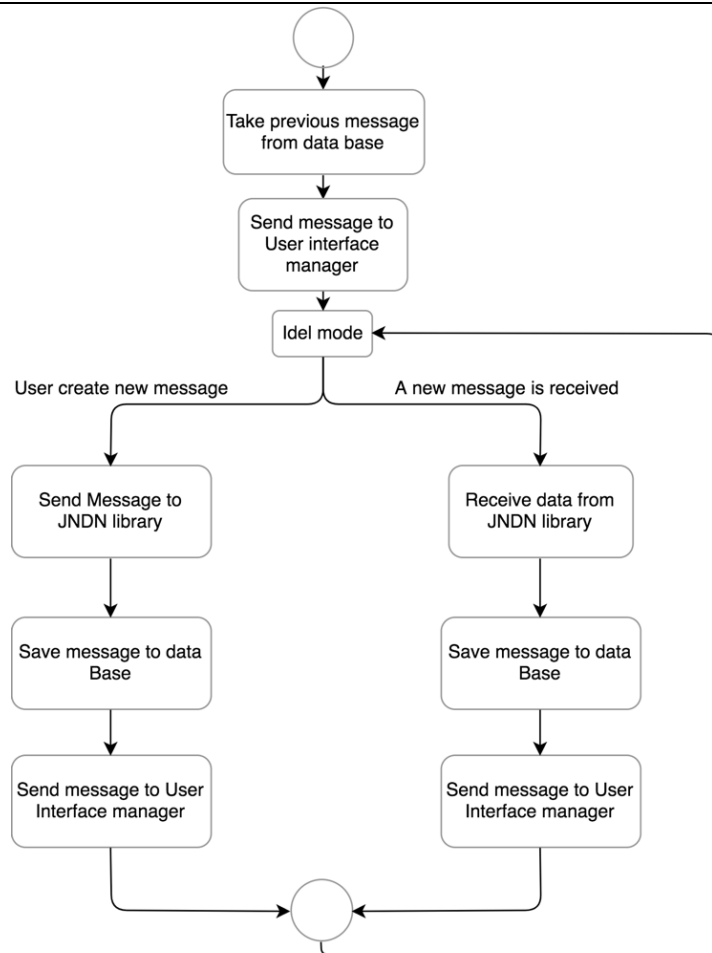 Take previous message
from data base
Send message to
User interface
manager
Idel mode
User create new message
A new message is received
Send Message to
JNDN library
Receive data from
JNDN library
Save message to data
Base
Save message to data
Base
Send message to User
Interface manager
Send message to User
Interface manager